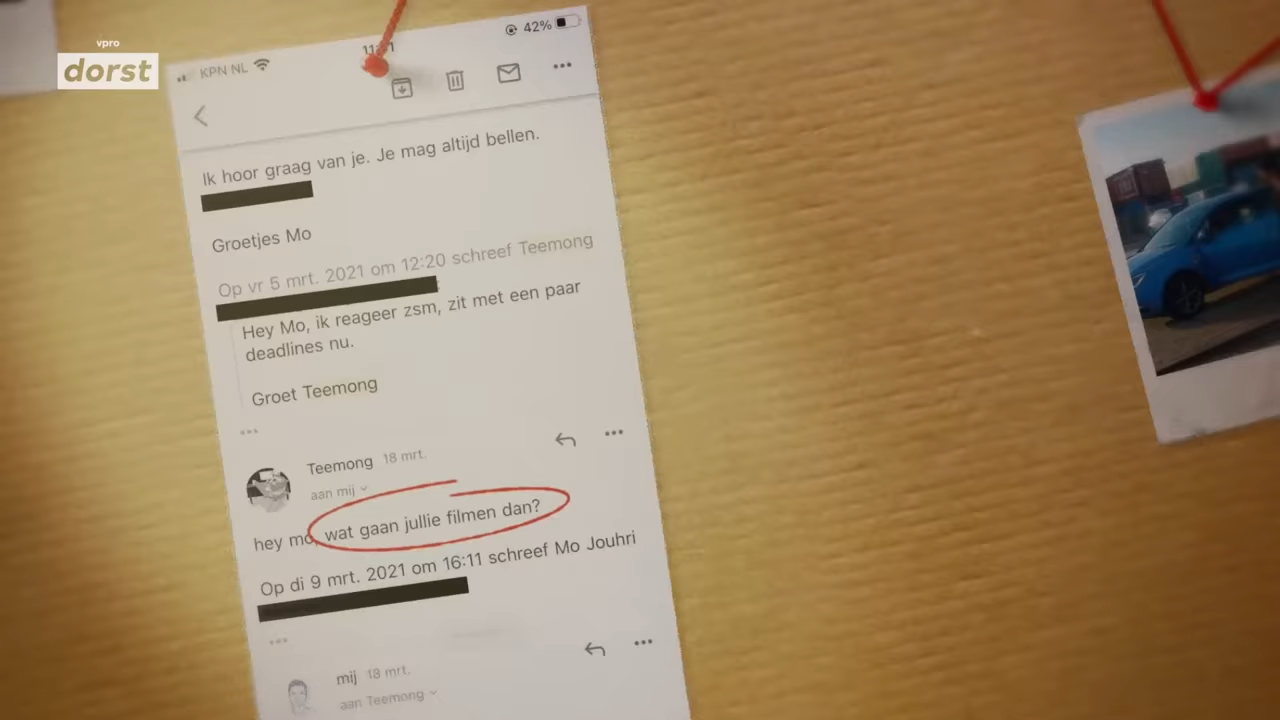 vpro
dorst
KPN NL
42%
Ik hoor graag van je. Je mag altijd bellen.
Groetjes Mo
Op vr 5 mrt. 2021 om 12:20 schreef Teemong
Hey Mo, ik reageer zsm, zit met een paar
deadlines nu.
Groet Teemong
Teemong 18 mrt.
aan mij
hey mo, wat gaan jullie filmen dan?
Op di 9 mrt. 2021 om 16:11 schreef Mo Jouhri
mij 18 mrt.
aan Teemong